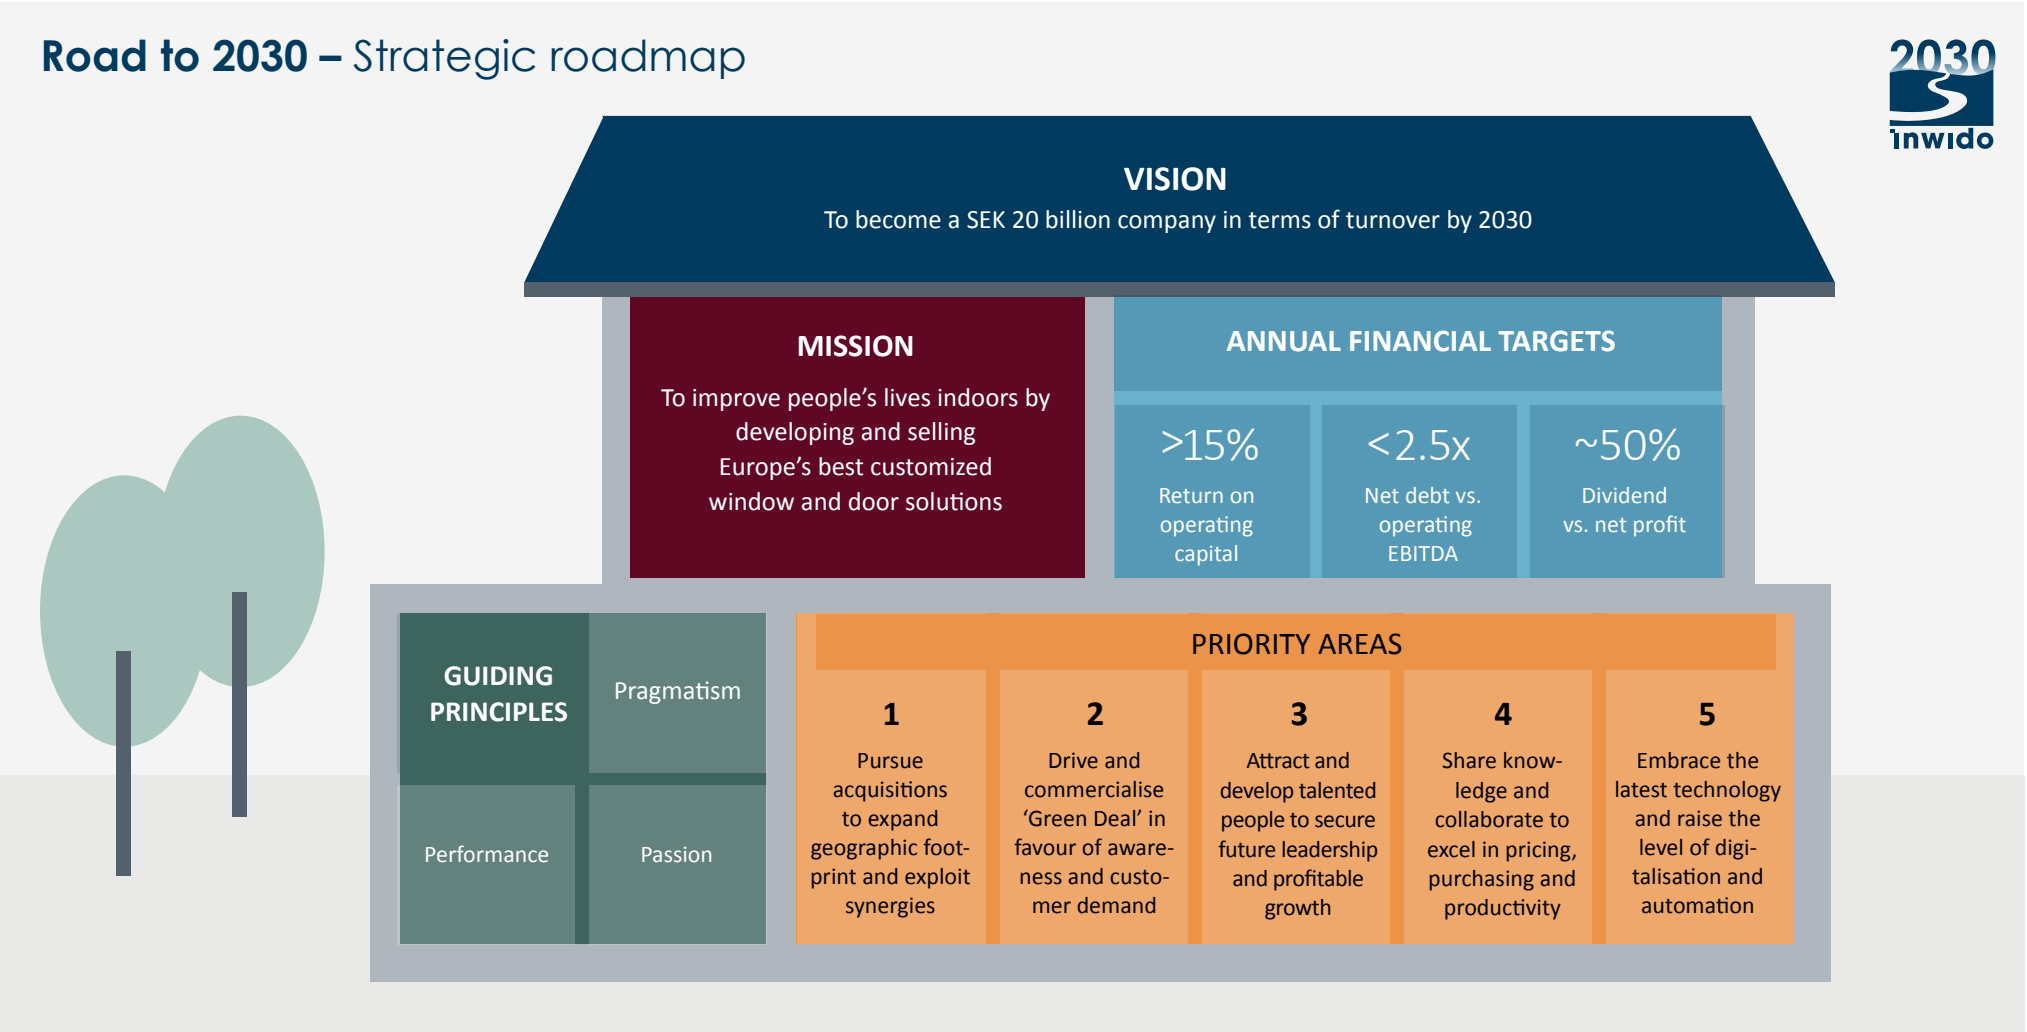 Road to 2030 – Strategic roadmap
2030
inwido
VISION
To become a SEK 20 billion company in terms of turnover by 2030
MISSION
To improve people’s lives indoors by
developing and selling
Europe’s best customized
window and door solutions
ANNUAL FINANCIAL TARGETS
>15%
Return on
operating
capital
<2.5x
Net debt vs.
operating
EBITDA
~50%
Dividend
vs. net profit
GUIDING
PRINCIPLES
Pragmatism
Performance
Passion
PRIORITY AREAS
1
Pursue
acquisitions
to expand
geographic foot-
print and exploit
synergies
2
Drive and
commercialise
‘Green Deal’ in
favour of aware-
ness and custo-
mer demand
3
Attract and
develop talented
people to secure
future leadership
and profitable
growth
4
Share know-
ledge and
collaborate to
excel in pricing,
purchasing and
productivity
5
Embrace the
latest technology
and raise the
level of digi-
talisation and
automation